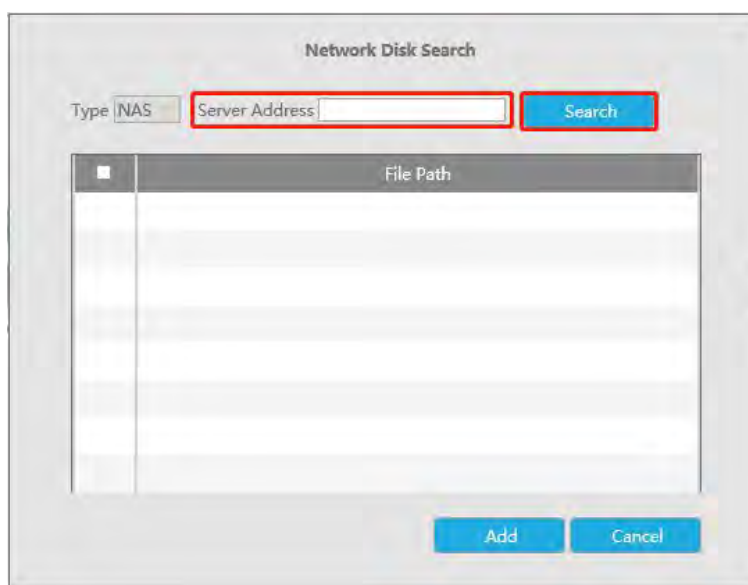 Network Disk Search
Type NAS Server Address Search
File Path
Add Cancel